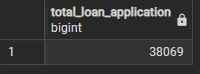 total_loan_application
bigint
1 38069